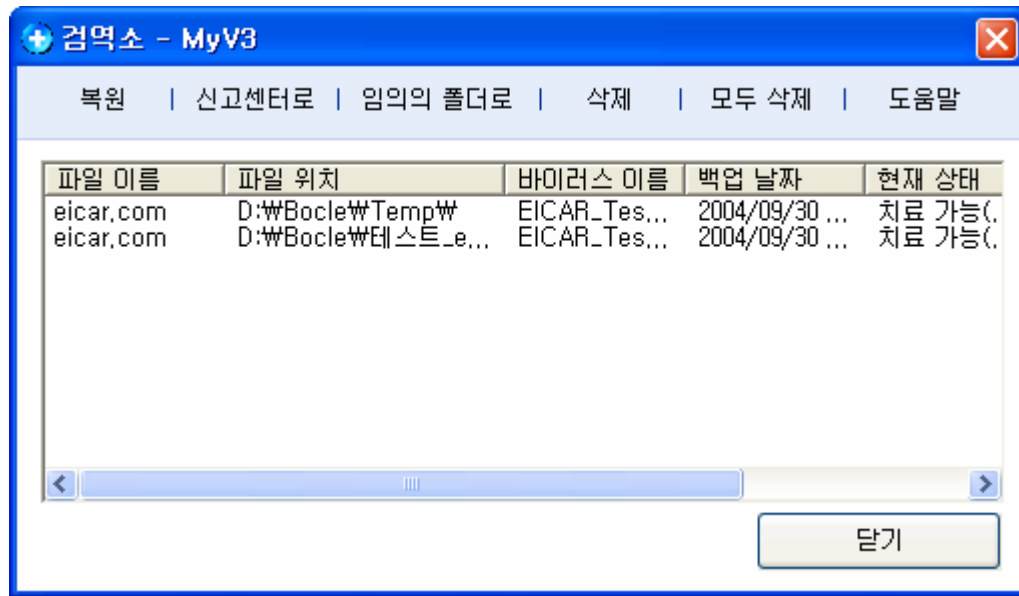 검역소 - MyV3
복원 | 신고센터로 | 임의의 폴더로 | 삭제 | 모두 삭제 | 도움말
파일 이름 파일 위치 바이러스 이름 백업 날짜 현재 상태
eicar.com D:₩Bocle₩Temp₩ EICAR_Tes... 2004/09/30 ... 치료 가능(.
eicar.com D:₩Bocle₩테스트_e... EICAR_Tes... 2004/09/30 ... 치료 가능(.
닫기